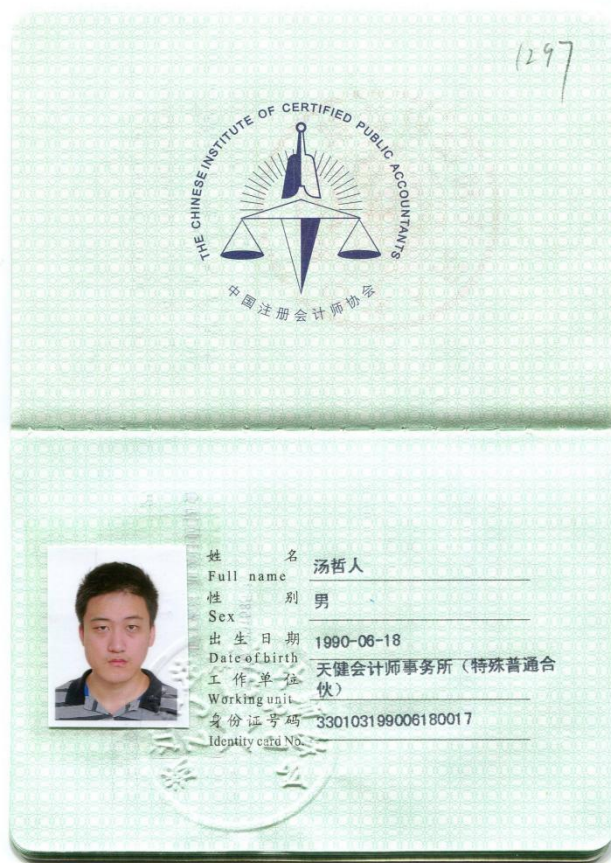 1297
THE CHINESE INSTITUTE OF CERTIFIED PUBLIC ACCOUNTANTS
中国注册会计师协会
姓 名 汤哲人
Full name
性 别 男
Sex
出生日期 1990-06-18
Date of birth
工作单位 天健会计师事务所（特殊普通合
伙）
Working unit
身份证号码 330103199006180017
Identity card No.